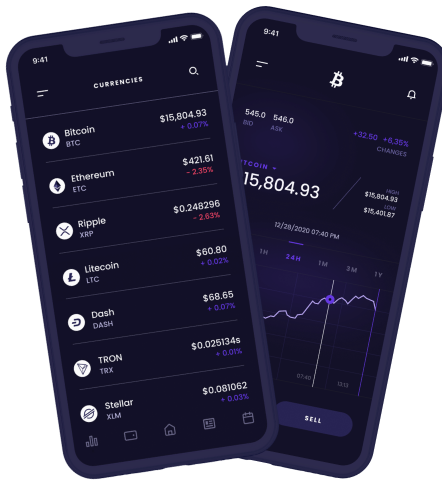 9:41
CURRENCIES
Bitcoin
BTC
$15,804.93
+ 0.07%
Ethereum
ETC
$421.61
- 2.35%
Ripple
XRP
$0.248296
- 2.63%
Litecoin
LTC
$60.80
+ 0.02%
Dash
DASH
$68.65
+ 0.07%
TRON
TRX
$0.025134s
+ 0.01%
Stellar
XLM
$0.081062
+ 0.03%
9:41
545.0 546.0
BID ASK
+32.50 +6,35%
CHANGES
15,804.93
HIGH
$15,804.93
LOW
$15,401.87
12/28/2020 07:40 PM
1H 24H 1M 3M 1Y
07:40 13:13
SELL